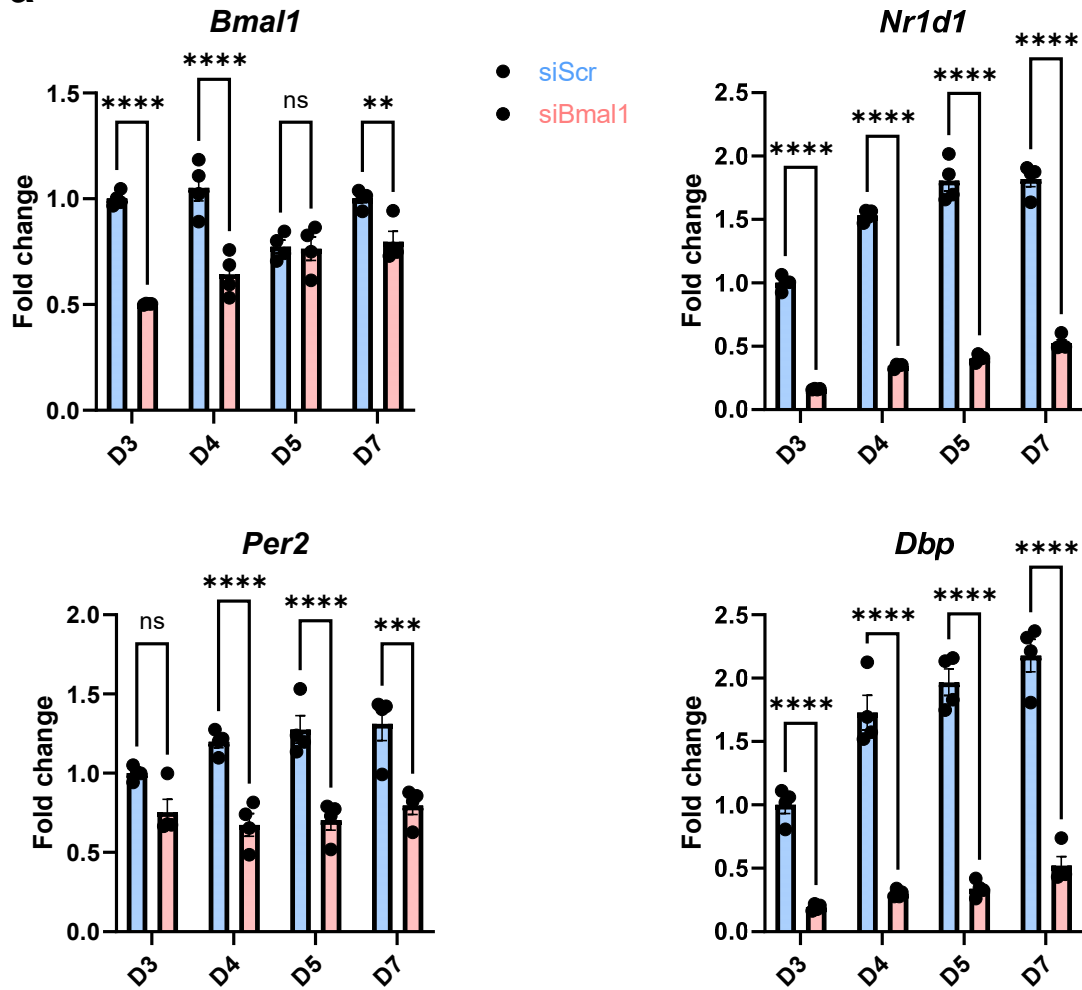 Bmal1
siScr
siBmal1
Fold change
1.5
1.0
0.5
0.0
****
****
ns
**
D3
D4
D5
D7
Nr1d1
Fold change
2.5
2.0
1.5
1.0
0.5
0.0
****
****
****
****
D3
D4
D5
D7
Per2
Fold change
2.0
1.5
1.0
0.5
0.0
ns
****
****
***
D3
D4
D5
D7
Dbp
Fold change
2.5
2.0
1.5
1.0
0.5
0.0
****
****
****
****
D3
D4
D5
D7